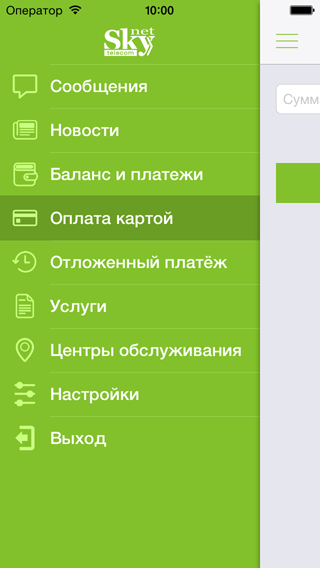 Оператор 10:00
Sky net
telecom
Сообщения
Новости
Баланс и платежи
Оплата картой
Отложенный платёж
Услуги
Центры обслуживания
Настройки
Выход
Сумм